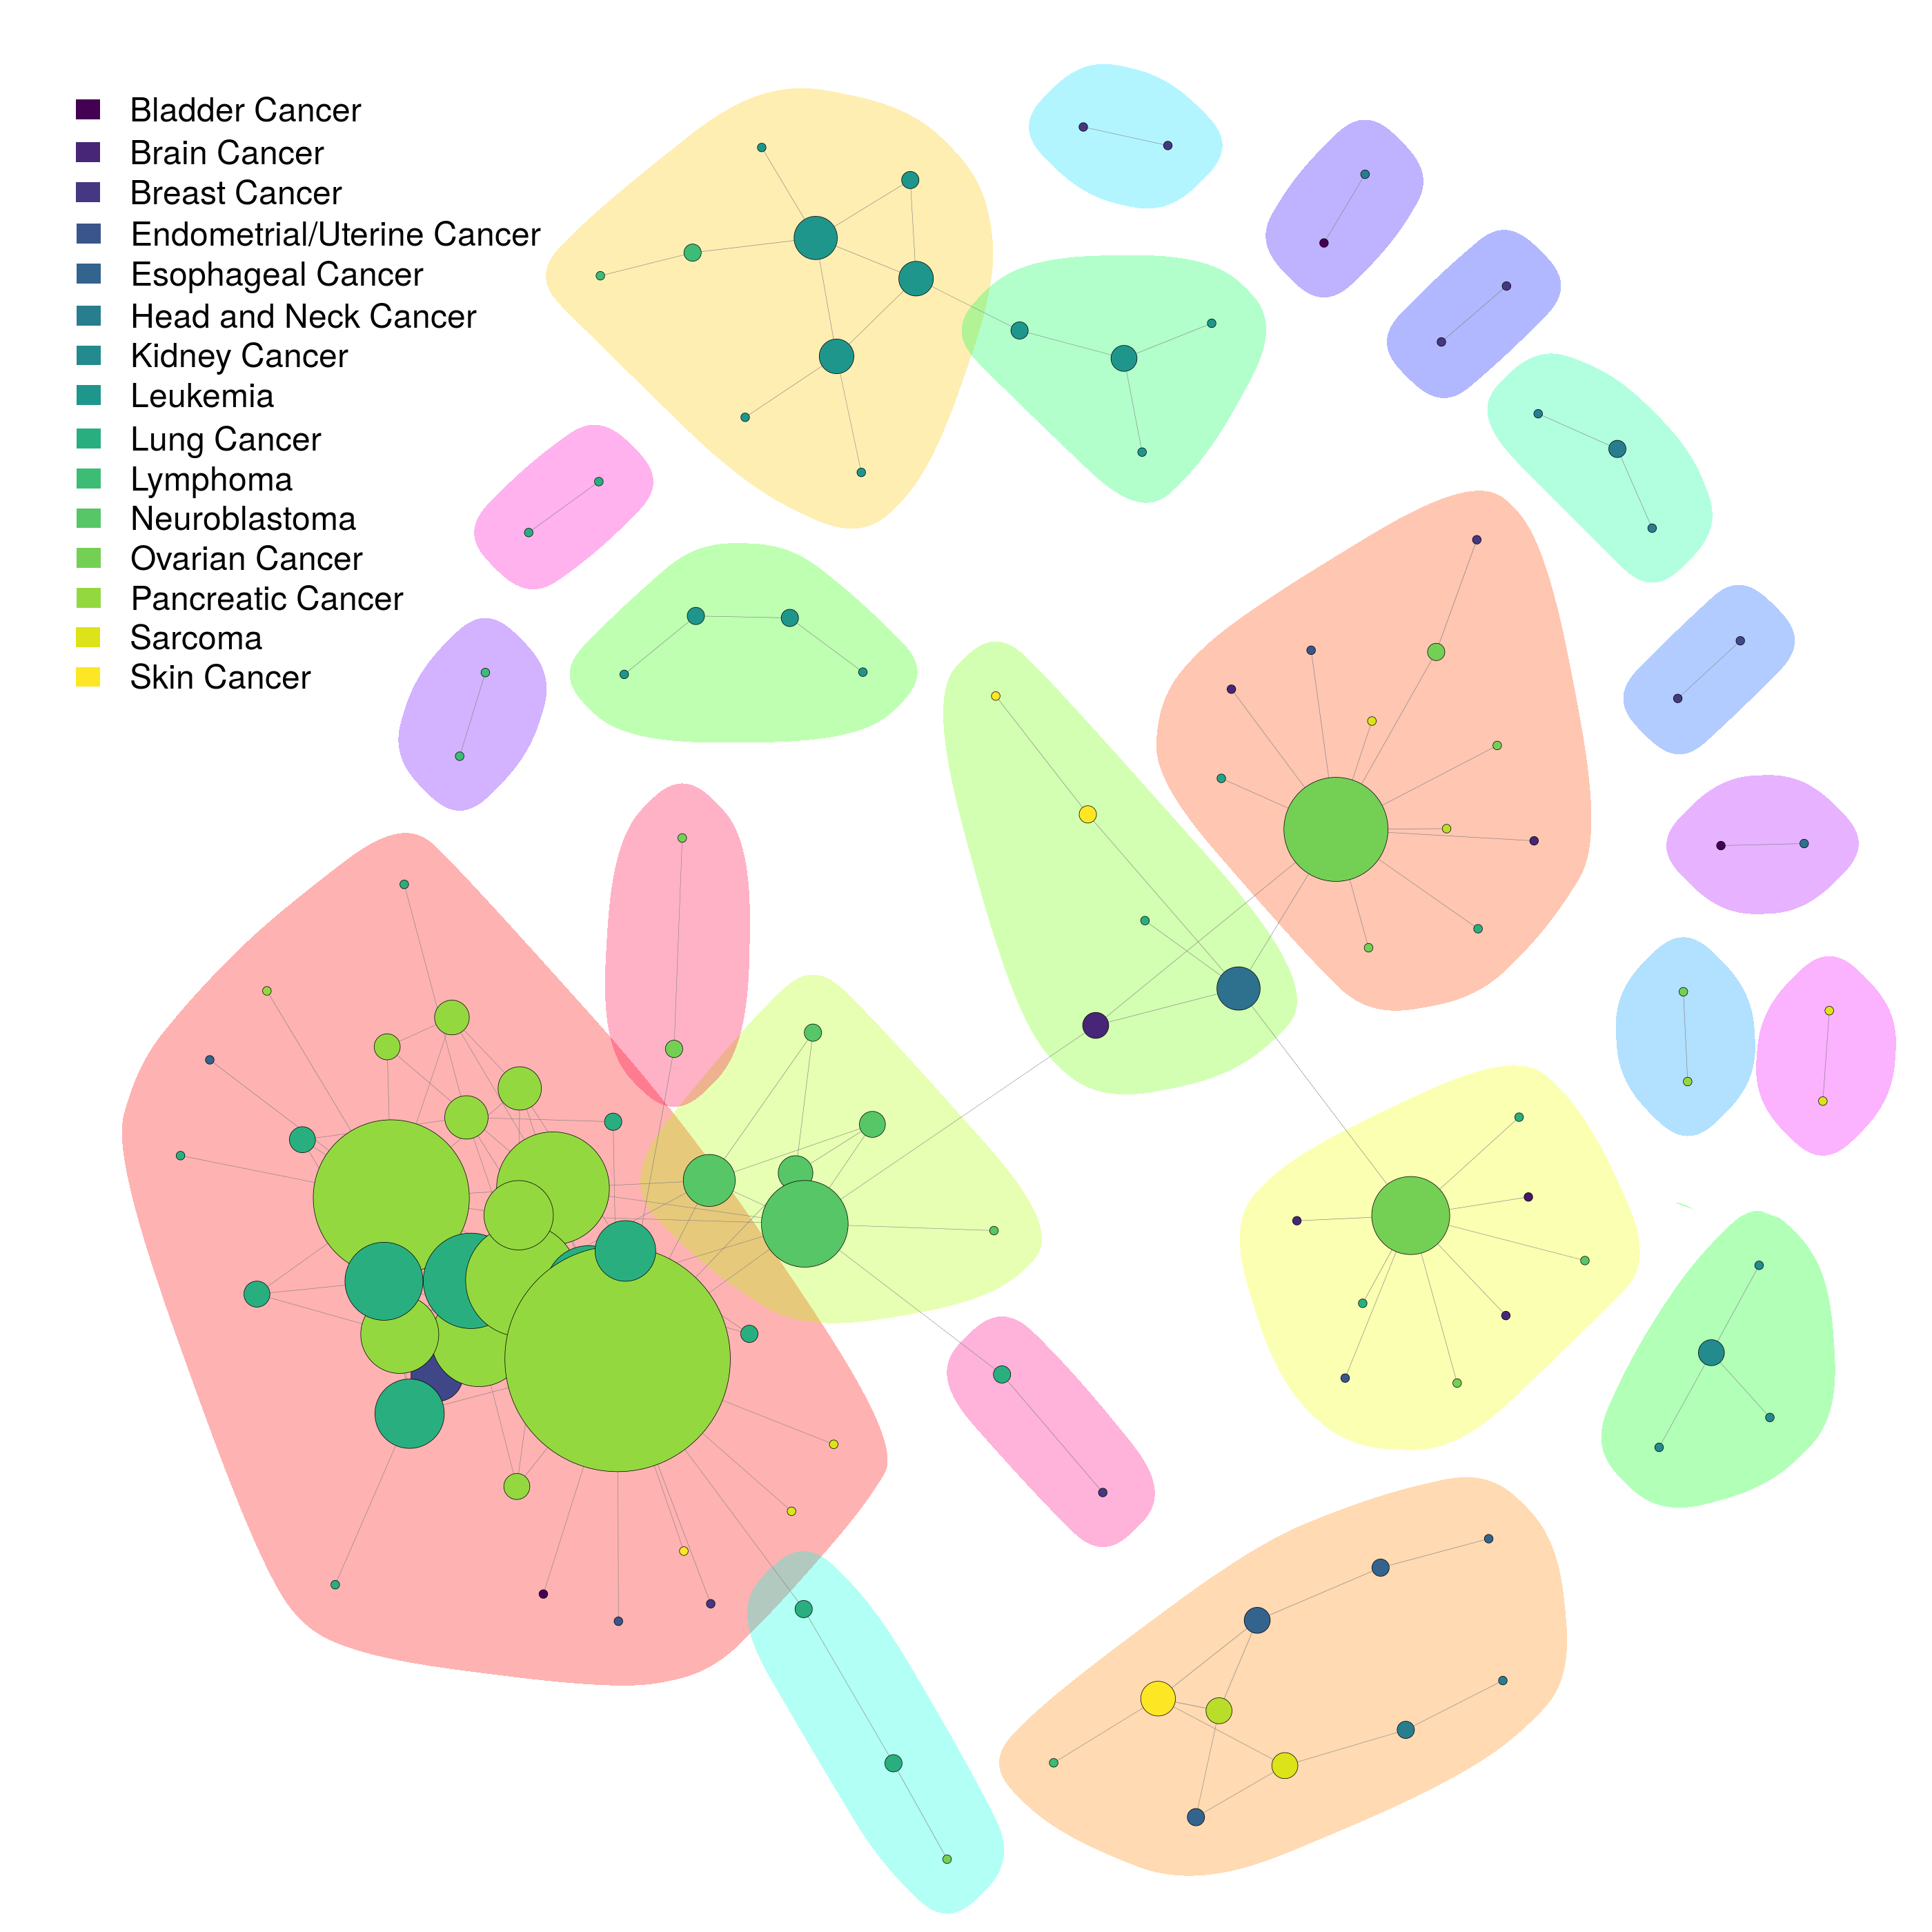 Bladder Cancer
Brain Cancer
Breast Cancer
Endometrial/Uterine Cancer
Esophageal Cancer
Head and Neck Cancer
Kidney Cancer
Leukemia
Lung Cancer
Lymphoma
Neuroblastoma
Ovarian Cancer
Pancreatic Cancer
Sarcoma
Skin Cancer